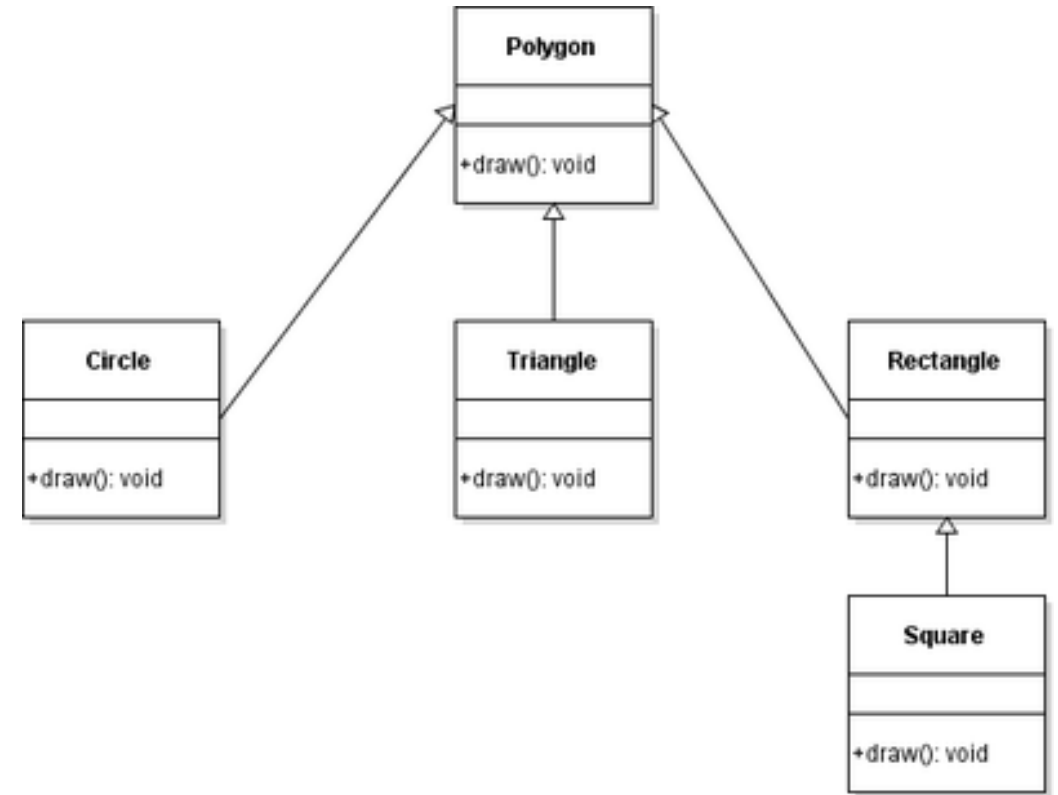 Polygon
+draw(): void
Circle
+draw(): void
Triangle
+draw(): void
Rectangle
+draw(): void
Square
+draw(): void